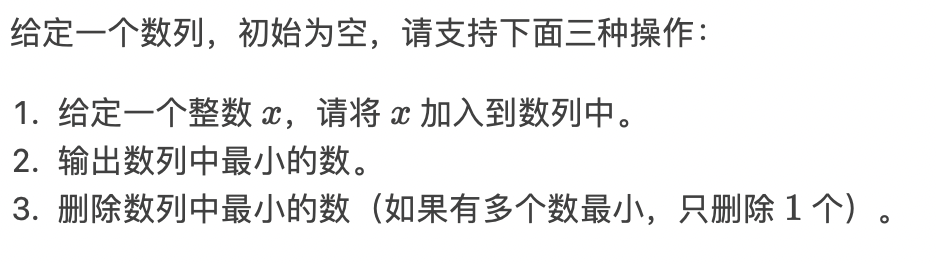 给定一个数列，初始为空，请支持下面三种操作：
1. 给定一个整数 x，请将 x 加入到数列中。
2. 输出数列中最小的数。
3. 删除数列中最小的数（如果有多个数最小，只删除 1 个）。